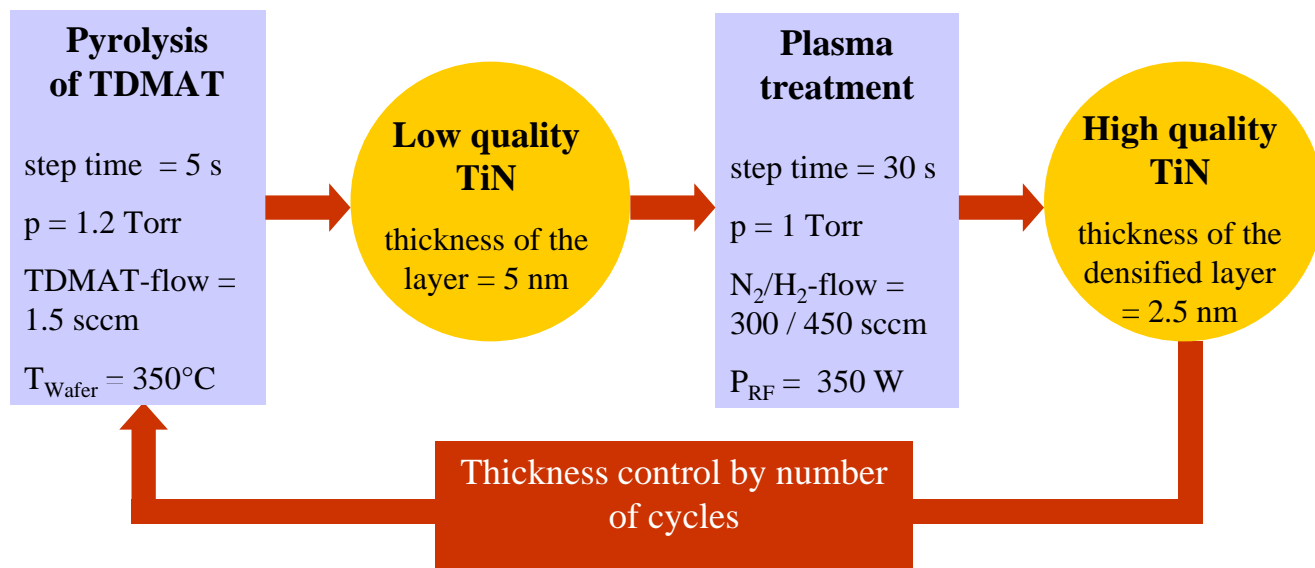 Pyrolysis
of TDMAT
step time  = 5 s
p = 1.2 Torr
TDMAT-flow =
1.5 sccm
T_Wafer = 350°C
Low quality
TiN
thickness of the
layer = 5 nm
Plasma
treatment
step time = 30 s
p = 1 Torr
N₂/H₂-flow =
300 / 450 sccm
P_RF =  350 W
High quality
TiN
thickness of the
densified layer
= 2.5 nm
Thickness control by number
of cycles